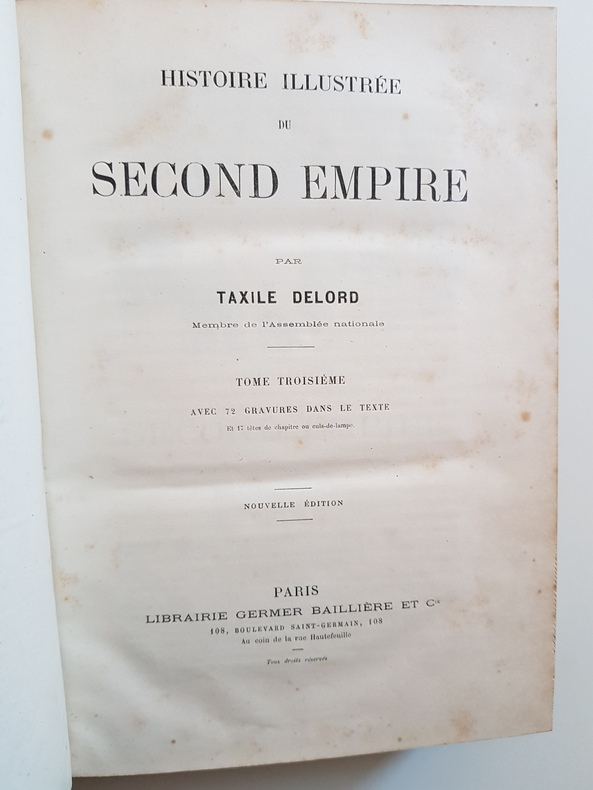 HISTOIRE ILLUSTRÉE
DU
SECOND EMPIRE
PAR
TAXILE DELORD
Membre de l'Assemblée nationale
TOME TROISIÈME
AVEC 72 GRAVURES DANS LE TEXTE
Et 17 têtes de chapitre ou culs-de-lampe.
NOUVELLE ÉDITION
PARIS
LIBRAIRIE GERMER BAILLIÈRE ET Cie
108, BOULEVARD SAINT-GERMAIN, 108
Au coin de la rue Hautefeuille
Tous droits réservés